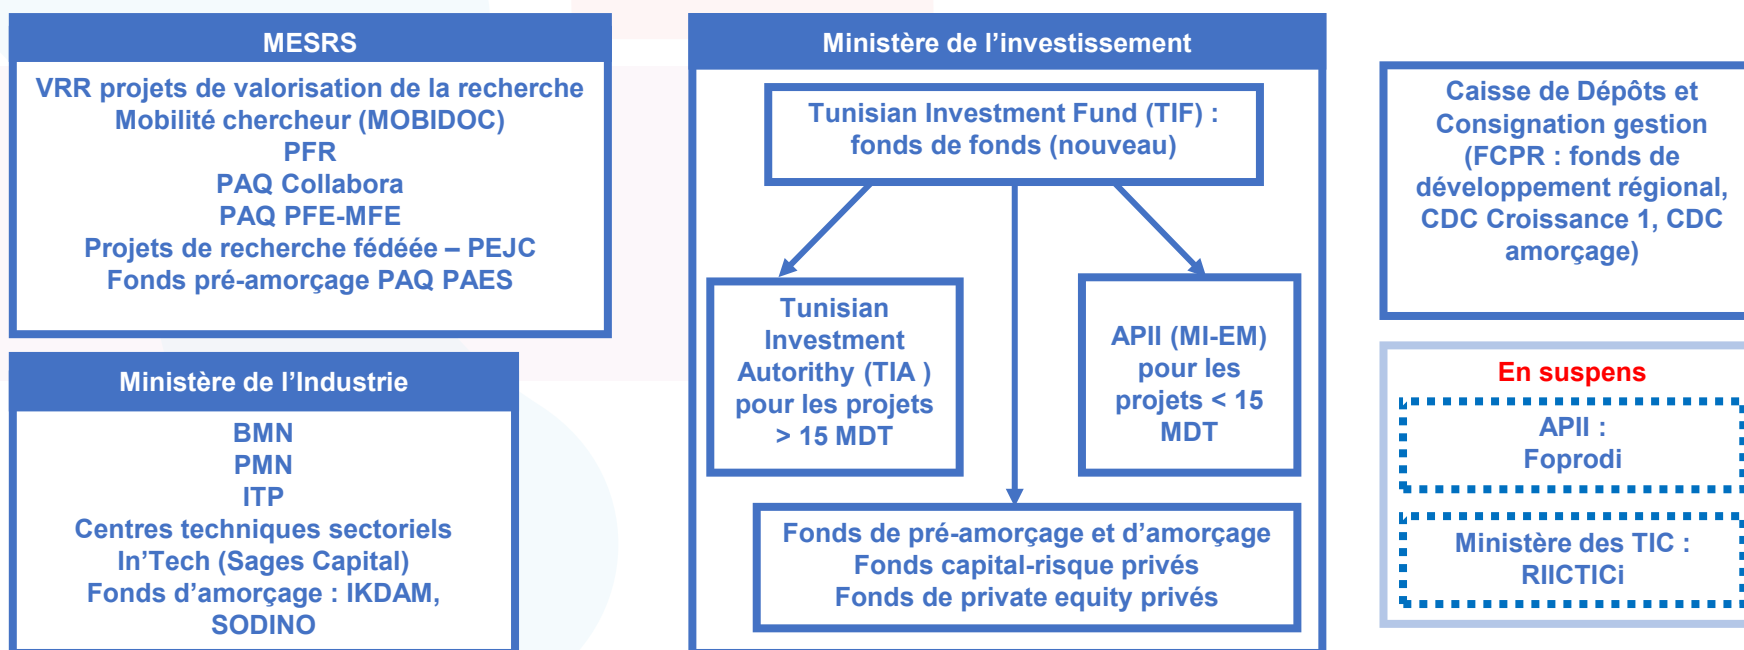 MESRS
VRR projets de valorisation de la recherche
Mobilité chercheur (MOBIDOC)
PFR
PAQ Collabora
PAQ PFE-MFE
Projets de recherche fédéée – PEJC
Fonds pré-amorçage PAQ PAES
Ministère de l’Industrie
BMN
PMN
ITP
Centres techniques sectoriels
In’Tech (Sages Capital)
Fonds d’amorçage : IKDAM,
SODINO
Ministère de l’investissement
Tunisian Investment Fund (TIF) :
fonds de fonds (nouveau)
Tunisian
Investment
Autorithy (TIA )
pour les projets
> 15 MDT
APII (MI-EM)
pour les
projets < 15
MDT
Fonds de pré-amorçage et d’amorçage
Fonds capital-risque privés
Fonds de private equity privés
Caisse de Dépôts et
Consignation gestion
(FCPR : fonds de
développement régional,
CDC Croissance 1, CDC
amorçage)
En suspens
APII :
Foprodi
Ministère des TIC :
RIICTICi